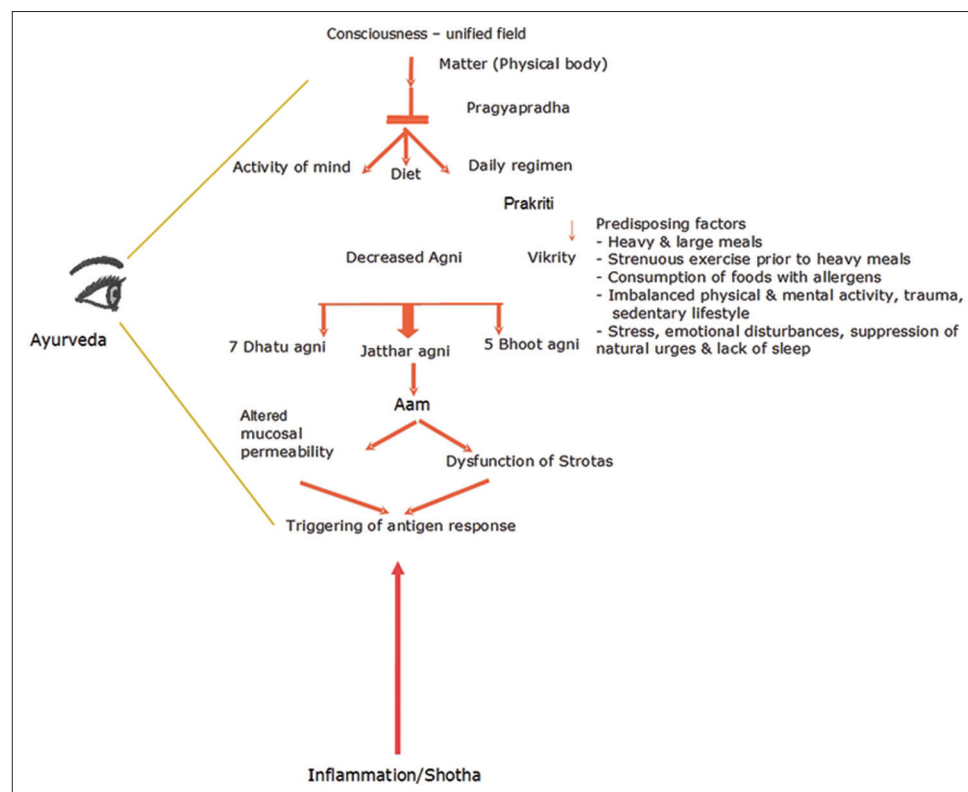 Consciousness – unified field
Matter (Physical body)
Pragyapradha
Activity of mind
Diet
Daily regimen
Prakriti
Predisposing factors
- Heavy & large meals
- Strenuous exercise prior to heavy meals
- Consumption of foods with allergens
- Imbalanced physical & mental activity, trauma,
sedentary lifestyle
- Stress, emotional disturbances, suppression of
natural urges & lack of sleep
Decreased Agni
Vikrity
Ayurveda
7 Dhatu agni
Jatthar agni
5 Bhoot agni
Aam
Altered
mucosal
permeability
Dysfunction of Strotas
Triggering of antigen response
Inflammation/Shotha